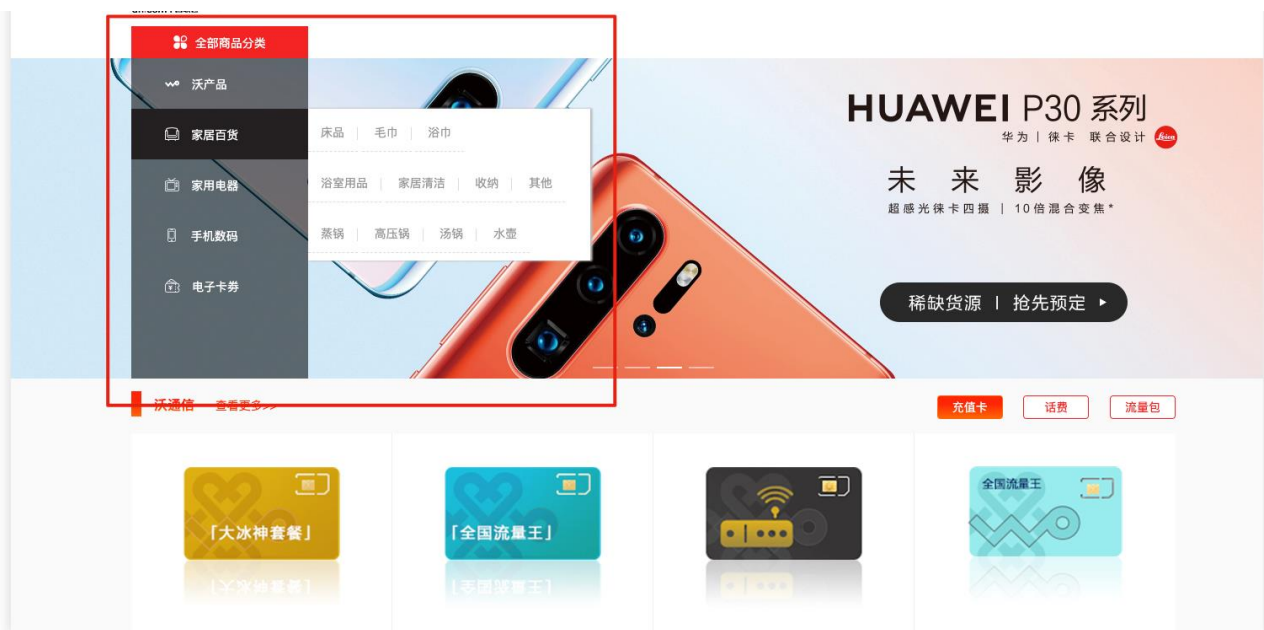 全部商品分类
沃产品
家居百货
床品 毛巾 浴巾
家用电器
浴室用品 家居清洁 收纳 其他
手机数码
蒸锅 高压锅 汤锅 水壶
电子卡券
HUAWEI P30 系列
华为 | 徕卡 联合设计
Leica
未来影像
超感光徕卡四摄 | 10倍混合变焦*
稀缺货源 | 抢先预定
沃通信 查看更多>>
充值卡 话费 流量包
「大冰神套餐」
「全国流量王」
全国流量王